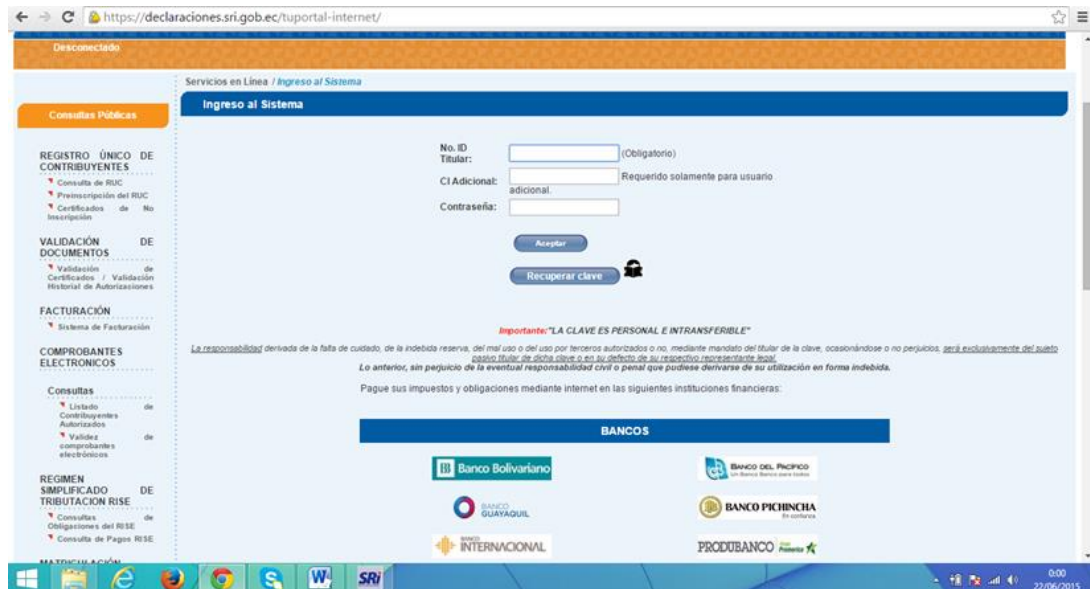 https://declaraciones.sri.gob.ec/tuportal-internet/
Desconectado
Servicios en Línea / Ingreso al Sistema
Ingreso al Sistema
Consultas Públicas
REGISTRO ÚNICO DE
CONTRIBUYENTES
Consulta de RUC
Preinscripción del RUC
Certificados de No
Inscripción
VALIDACIÓN DE
DOCUMENTOS
Validación de
Certificados / Validación
Historial de Autorizaciones
FACTURACIÓN
Sistema de Facturación
COMPROBANTES
ELECTRONICOS
Consultas
Listado de
Contribuyentes
Autorizados
Validez de
comprobantes
electrónicos
REGIMEN
SIMPLIFICADO DE
TRIBUTACION RISE
Consultas de
Obligaciones del RISE
Consulta de Pagos RISE
MATRICULACIÓN
No. ID
Titular:
(Obligatorio)
CI Adicional:
Requerido solamente para usuario
adicional.
Contraseña:
Aceptar
Recuperar clave
Importante:"LA CLAVE ES PERSONAL E INTRANSFERIBLE"
La responsabilidad derivada de la falta de cuidado, de la indebida reserva, del mal uso o del uso por terceros autorizados o no, mediante mandato del titular de la clave, ocasionándose o no perjuicios, será exclusivamente del sujeto
pasivo titular de dicha clave o en su defecto de su respectivo representante legal.
Lo anterior, sin perjuicio de la eventual responsabilidad civil o penal que pudiese derivarse de su utilización en forma indebida.
Pague sus impuestos y obligaciones mediante internet en las siguientes instituciones financieras:
BANCOS
Banco Bolivariano
BANCO DEL PACIFICO
Un Banco Banco para todos
BANCO
GUAYAQUIL
BANCO PICHINCHA
En confianza
BANCO
INTERNACIONAL
PRODUBANCO
SRi
0:00
22/06/2015